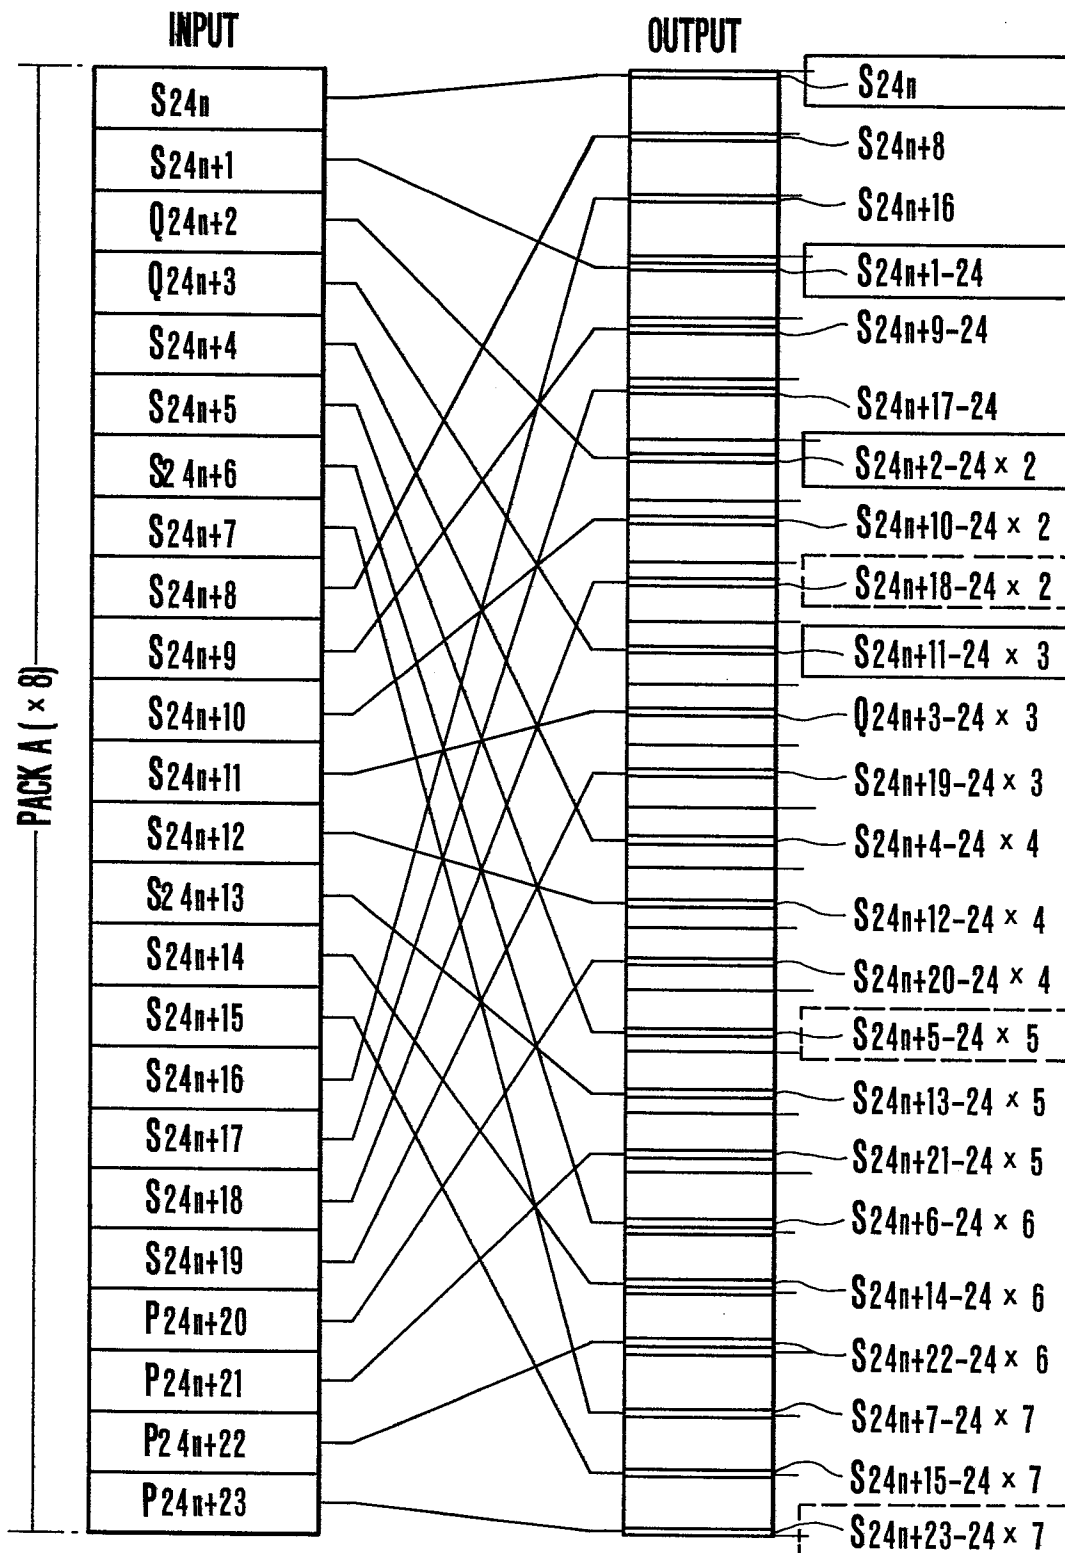 INPUT
S24n
S24n+1
Q24n+2
Q24n+3
S24n+4
S24n+5
S24n+6
S24n+7
S24n+8
S24n+9
S24n+10
S24n+11
S24n+12
S24n+13
S24n+14
S24n+15
S24n+16
S24n+17
S24n+18
S24n+19
P24n+20
P24n+21
P24n+22
P24n+23
PACK A ( × 8)
OUTPUT
S24n
S24n+8
S24n+16
S24n+1-24
S24n+9-24
S24n+17-24
S24n+2-24 × 2
S24n+10-24 × 2
S24n+18-24 × 2
S24n+11-24 × 3
Q24n+3-24 × 3
S24n+19-24 × 3
S24n+4-24 × 4
S24n+12-24 × 4
S24n+20-24 × 4
S24n+5-24 × 5
S24n+13-24 × 5
S24n+21-24 × 5
S24n+6-24 × 6
S24n+14-24 × 6
S24n+22-24 × 6
S24n+7-24 × 7
S24n+15-24 × 7
S24n+23-24 × 7